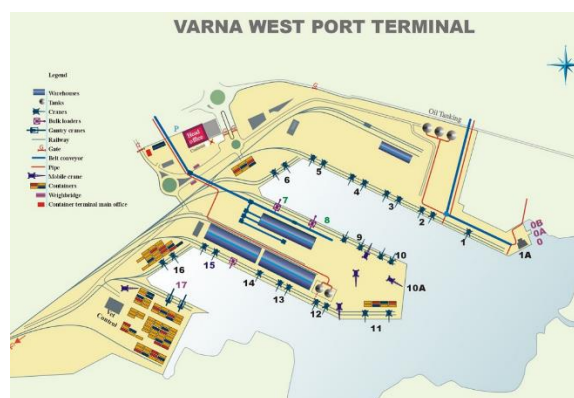 VARNA WEST PORT TERMINAL
Legend
Warehouses
Tanks
Cranes
Bulk loaders
Gantry cranes
Railway
Gate
Belt conveyor
Pipe
Mobile crane
Containers
Weighbridge
Container terminal main office
P
Head office
Customs
Oil Tanking
0B
0A
0
1A
1
2
3
4
5
6
7
8
9
10
10A
11
12
13
14
15
16
17
Vet
Control